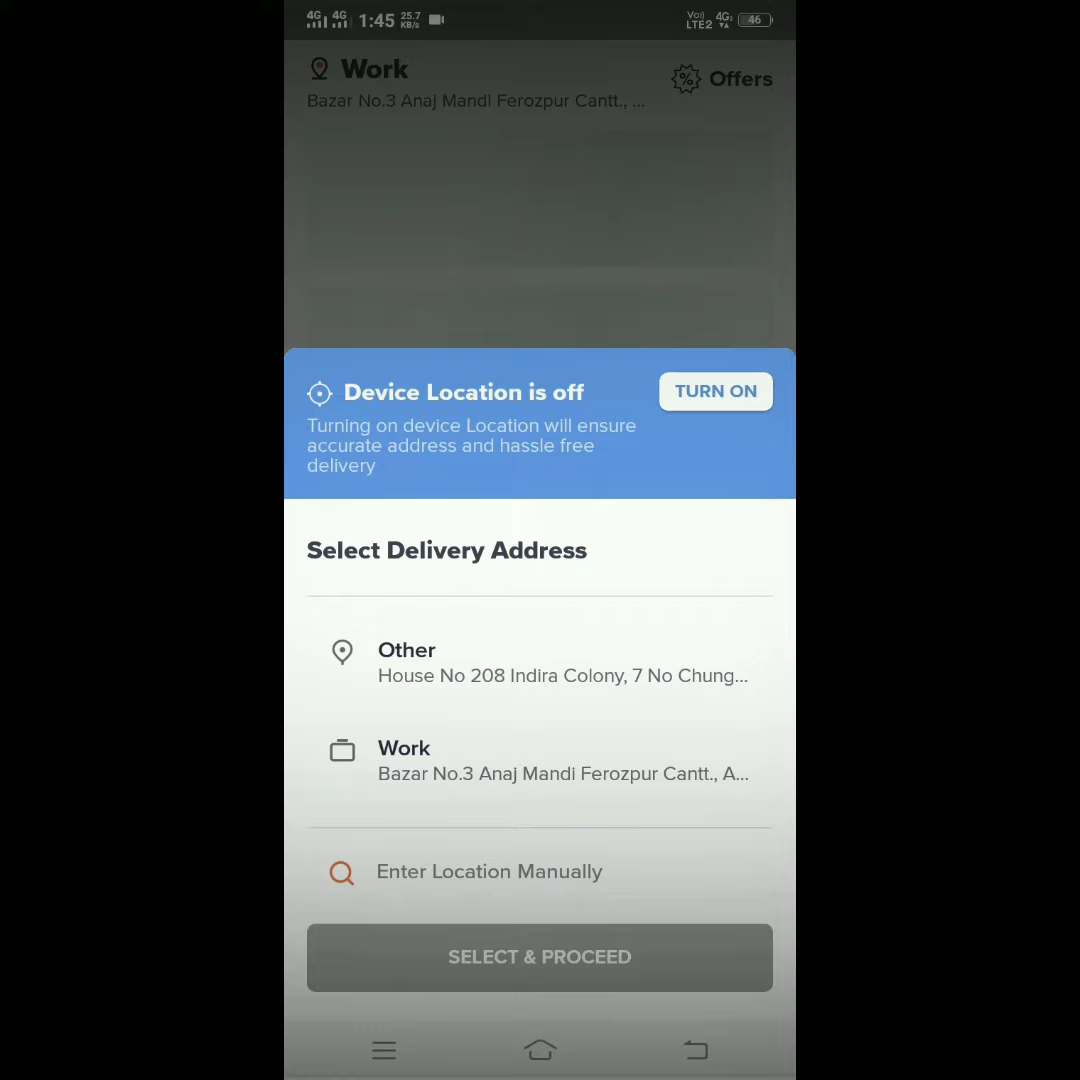 4G 4G 1:45 25.7 KB/s
Vo)) LTE2 4G 46
Work
Offers
Bazar No.3 Anaj Mandi Ferozpur Cantt., ...
Device Location is off
TURN ON
Turning on device Location will ensure
accurate address and hassle free
delivery
Select Delivery Address
Other
House No 208 Indira Colony, 7 No Chung...
Work
Bazar No.3 Anaj Mandi Ferozpur Cantt., A...
Enter Location Manually
SELECT & PROCEED